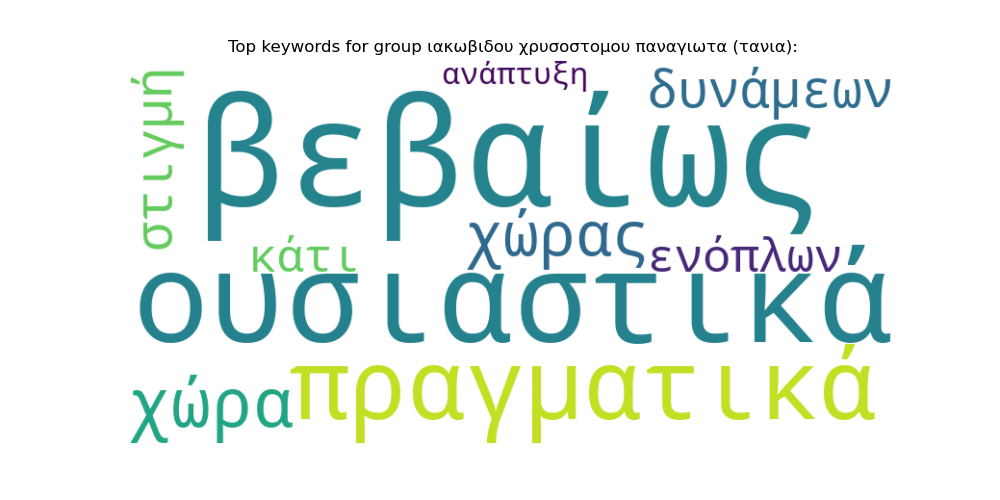 Top keywords for group ιακωβιδου χρυσοστομου παναγιωτα (τανια):
ανάπτυξη
δυνάμεων
στιγμή
βεβαίως
χώρας
κάτι
ενόπλων
ουσιαστικά
πραγματικά
χώρα